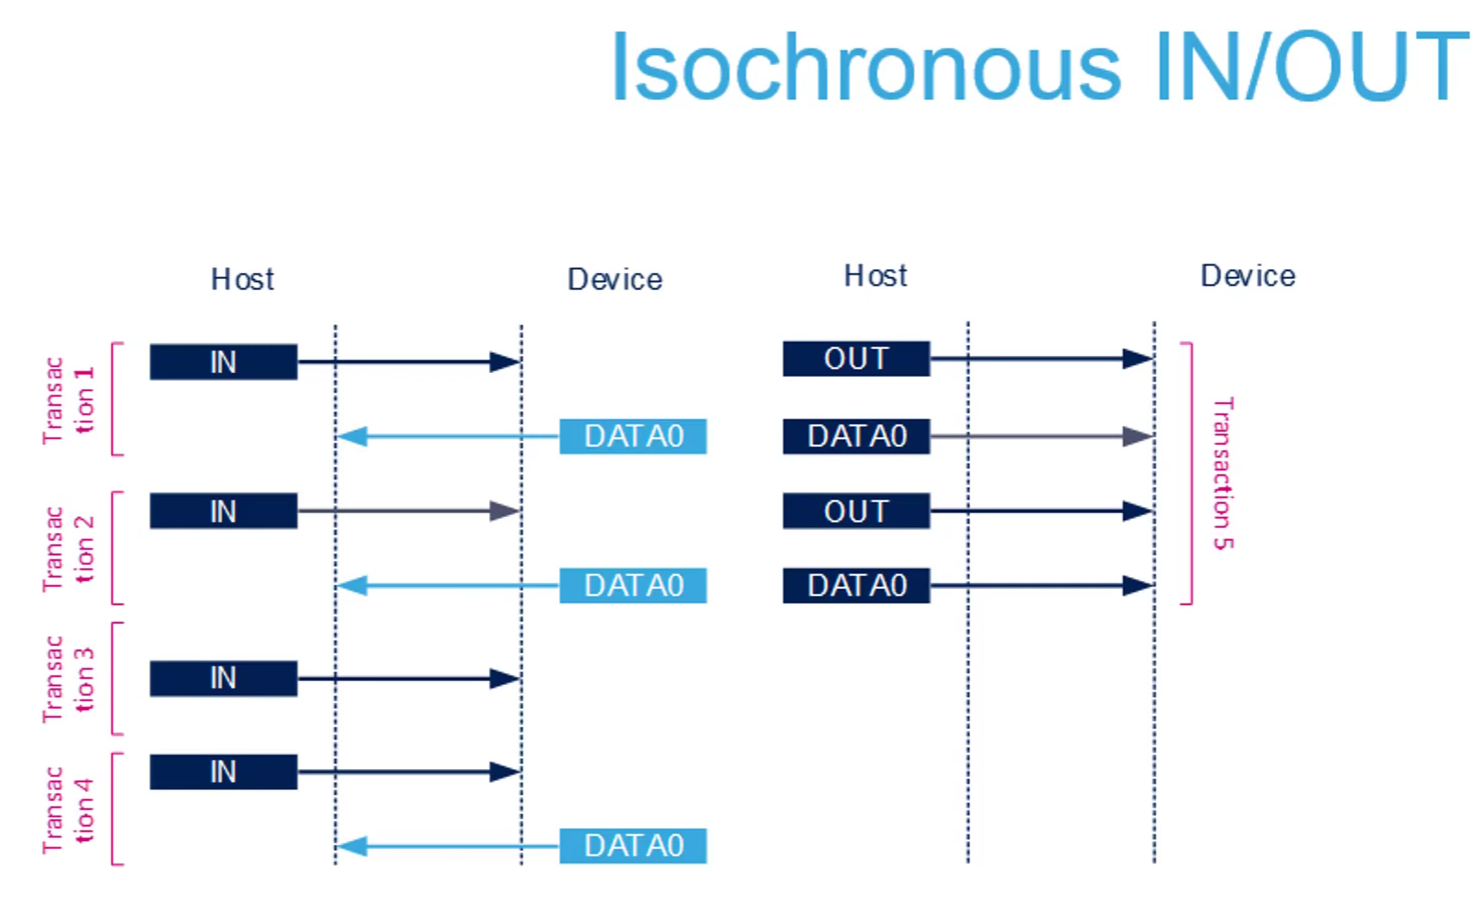 Isochronous IN/OUT
Host
Device
Transac
tion 1
IN
DATA0
Transac
tion 2
IN
DATA0
Transac
tion 3
IN
Transac
tion 4
IN
DATA0
Host
Device
OUT
DATA0
OUT
DATA0
Transaction 5